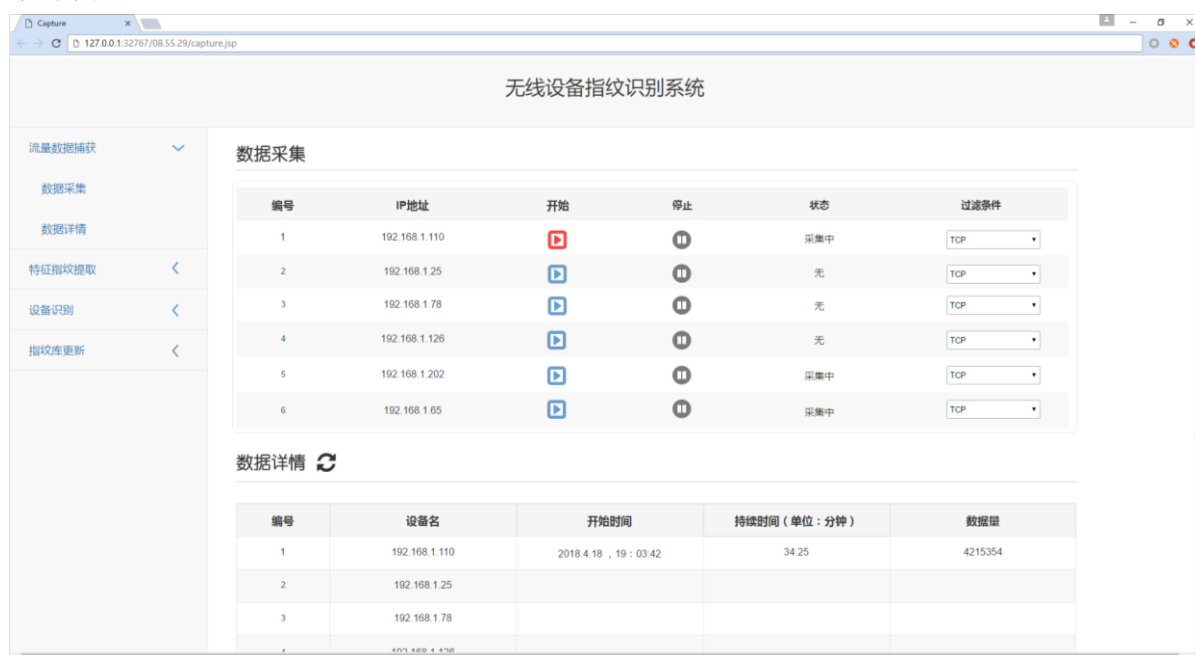 Capture
127.0.0.1:32767/08.55.29/capture.jsp
无线设备指纹识别系统
流量数据捕获
数据采集
数据详情
特征指纹提取
设备识别
指纹库更新
数据采集
编号 IP地址 开始 停止 状态 过滤条件
1 192.168.1.110 采集中 TCP
2 192.168.1.25 无 TCP
3 192.168.1.78 无 TCP
4 192.168.1.126 无 TCP
5 192.168.1.202 采集中 TCP
6 192.168.1.65 采集中 TCP
数据详情
编号 设备名 开始时间 持续时间（单位：分钟） 数据量
1 192.168.1.110 2018.4.18 ，19：03:42 34:25 4215354
2 192.168.1.25
3 192.168.1.78
4 192.168.1.126